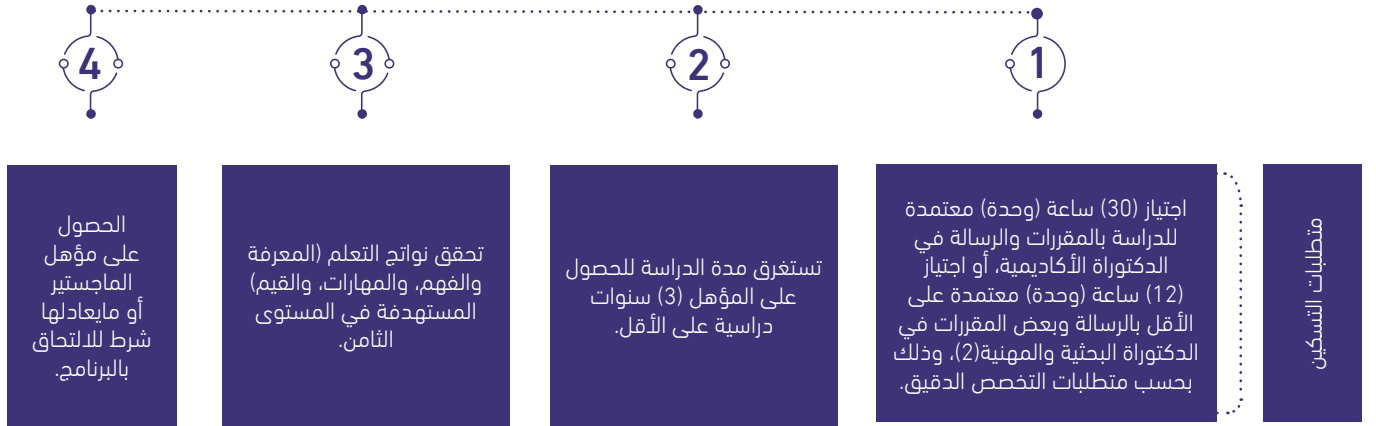 متطلبات التسكين
1
اجتياز (30) ساعة (وحدة) معتمدة
للدراسة بالمقررات والرسالة في
الدكتوراة الأكاديمية، أو اجتياز
(12) ساعة (وحدة) معتمدة على
الأقل بالرسالة وبعض المقررات في
الدكتوراة البحثية والمهنية(2)، وذلك
بحسب متطلبات التخصص الدقيق.
2
تستغرق مدة الدراسة للحصول
على المؤهل (3) سنوات
دراسية على الأقل.
3
تحقق نواتج التعلم (المعرفة
والفهم، والمهارات، والقيم)
المستهدفة في المستوى
الثامن.
4
الحصول
على مؤهل
الماجستير
أو مايعادلها
شرط للالتحاق
بالبرنامج.